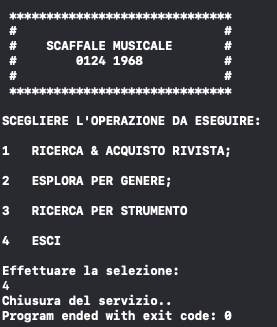 ******************************
#                            #
#    SCAFFALE MUSICALE       #
#        0124 1968           #
#                            #
******************************
SCEGLIERE L'OPERAZIONE DA ESEGUIRE:
1   RICERCA & ACQUISTO RIVISTA;
2   ESPLORA PER GENERE;
3   RICERCA PER STRUMENTO
4   ESCI
Effettuare la selezione:
4
Chiusura del servizio..
Program ended with exit code: 0